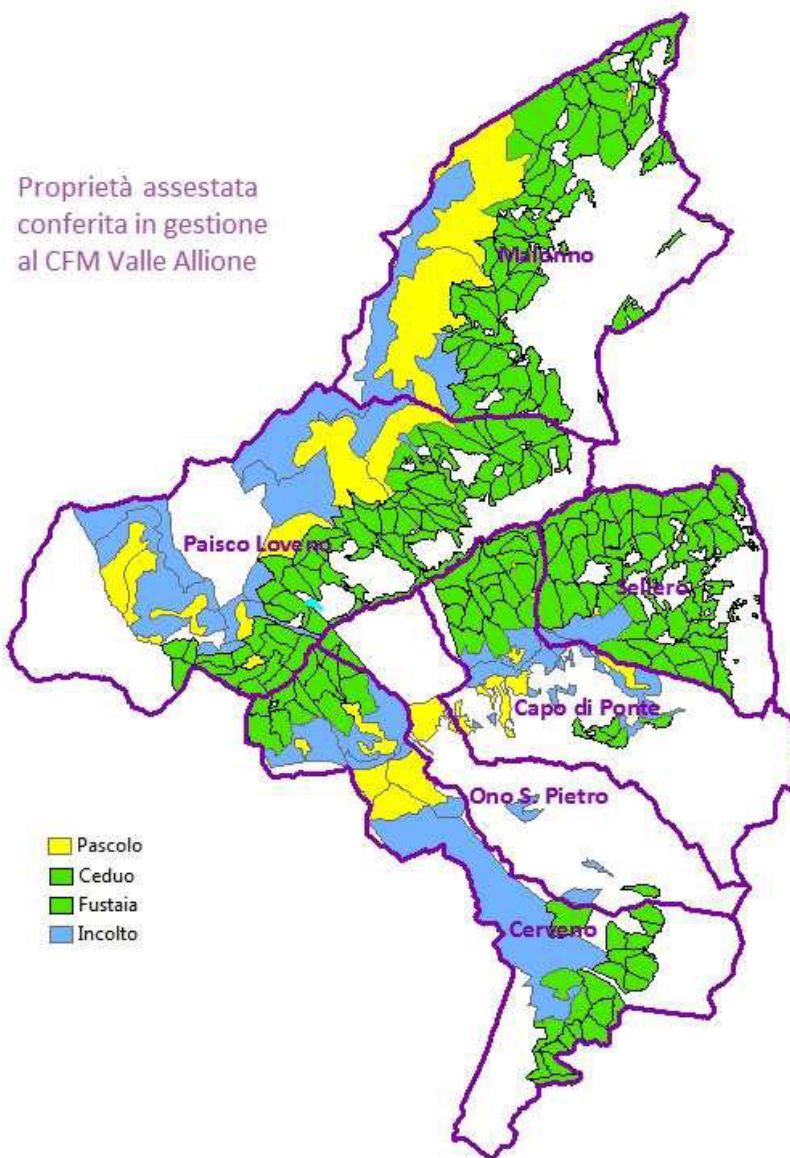 Proprietà assestata
conferita in gestione
al CFM Valle Allione
Malonno
Paisco Loveno
Sellero
Capo di Ponte
Ono S. Pietro
Cerveno
Pascolo
Ceduo
Fustaia
Incolto